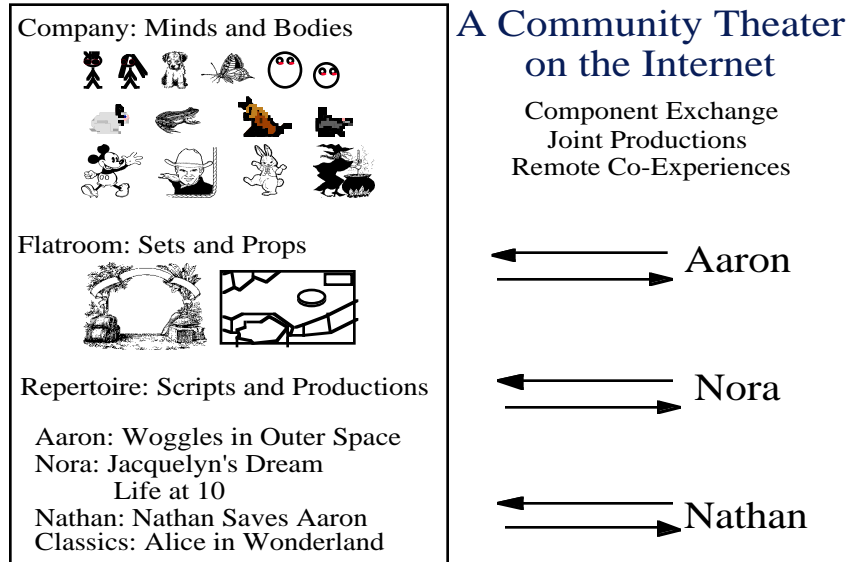 Company: Minds and Bodies
Flatroom: Sets and Props
Repertoire: Scripts and Productions
Aaron: Woggles in Outer Space
Nora: Jacquelyn's Dream
Life at 10
Nathan: Nathan Saves Aaron
Classics: Alice in Wonderland
A Community Theater
on the Internet
Component Exchange
Joint Productions
Remote Co-Experiences
Aaron
Nora
Nathan